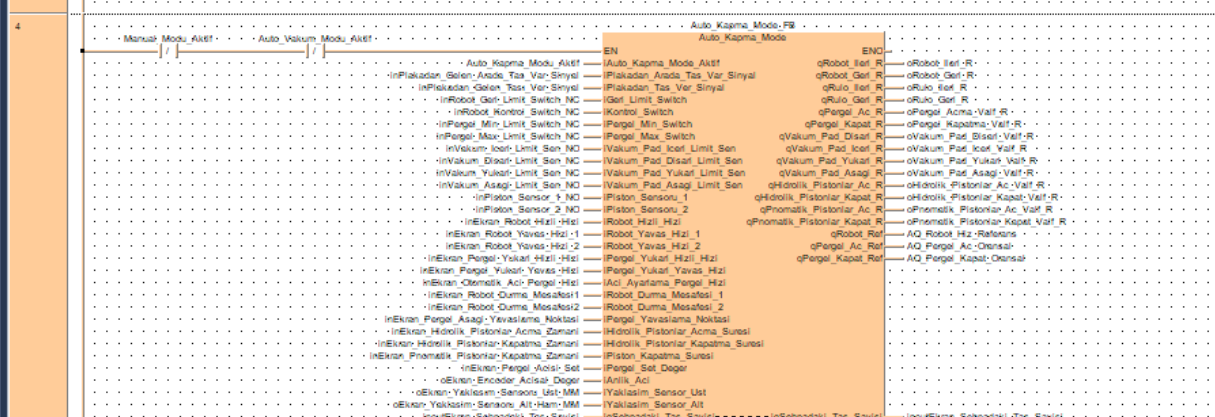 4
Auto_Kapma_Mode_FB
Manual_Modu_Aktif Auto_Vakum_Modu_Aktif Auto_Kapma_Mode
EN ENO
Auto_Kapma_Modu_Aktif iAuto_Kapma_Mode_Aktif qRobot_Ileri_R oRobot_Ileri_R
inPlakadan_Gelen_Arada_Tas_Var_Sinyal iPlakadan_Arada_Tas_Var_Sinyal qRobot_Geri_R oRobot_Geri_R
inPlakadan_Gelen_Tas_Var_Sinyal iPlakadan_Tas_Var_Sinyal qRulo_Ileri_R oRulo_Ileri_R
inRobot_Geri_Limit_Switch_NC iGeri_Limit_Switch qRulo_Geri_R oRulo_Geri_R
inRobot_Kontrol_Switch_NC iKontrol_Switch qPergel_Ac_R oPergel_Acma_Valf_R
inPergel_Min_Limit_Switch_NC iPergel_Min_Switch qPergel_Kapat_R oPergel_Kapatma_Valf_R
inPergel_Max_Limit_Switch_NC iPergel_Max_Switch qVakum_Pad_Disari_R oVakum_Pad_Disari_Valf_R
inVakum_Iceri_Limit_Sen_NO iVakum_Pad_Iceri_Limit_Sen qVakum_Pad_Iceri_R oVakum_Pad_Iceri_Valf_R
inVakum_Disari_Limit_Sen_NC iVakum_Pad_Disari_Limit_Sen qVakum_Pad_Yukari_R oVakum_Pad_Yukari_Valf_R
inVakum_Yukari_Limit_Sen_NC iVakum_Pad_Yukari_Limit_Sen qVakum_Pad_Asagi_R oVakum_Pad_Asagi_Valf_R
inVakum_Asagi_Limit_Sen_NO iVakum_Pad_Asagi_Limit_Sen qHidrolik_Pistonlar_Ac_R oHidrolik_Pistonlar_Ac_Valf_R
inPiston_Sensor_1_NO iPiston_Sensoru_1 qHidrolik_Pistonlar_Kapat_R oHidrolik_Pistonlar_Kapat_Valf_R
inPiston_Sensor_2_NO iPiston_Sensoru_2 qPnomatik_Pistonlar_Ac_R oPnomatik_Pistonlar_Ac_Valf_R
inEkran_Robot_Hizli_Hizi iRobot_Hizli_Hizi qPnomatik_Pistonlar_Kapat_R oPnomatik_Pistonlar_Kapat_Valf_R
inEkran_Robot_Yavas_Hizi_1 iRobot_Yavas_Hizi_1 qRobot_Ref AQ_Robot_Hiz_Referans
inEkran_Robot_Yavas_Hizi_2 iRobot_Yavas_Hizi_2 qPergel_Ac_Ref AQ_Pergel_Ac_Oransal
inEkran_Pergel_Yukari_Hizli_Hizi iPergel_Yukari_Hizli_Hizi qPergel_Kapat_Ref AQ_Pergel_Kapat_Oransal
inEkran_Pergel_Yukari_Yavas_Hizi iPergel_Yukari_Yavas_Hizi
inEkran_Otomatik_Aci_Pergel_Hizi iAci_Ayarlama_Pergel_Hizi
inEkran_Robot_Durma_Mesafesi1 iRobot_Durma_Mesafesi_1
inEkran_Robot_Durma_Mesafesi2 iRobot_Durma_Mesafesi_2
inEkran_Pergel_Asagi_Yavaslama_Noktasi iPergel_Yavaslama_Noktasi
inEkran_Hidrolik_Pistonlar_Acma_Zamani iHidrolik_Pistonlar_Acma_Suresi
inEkran_Hidrolik_Pistonlar_Kapatma_Zamani iHidrolik_Pistonlar_Kapatma_Suresi
inEkran_Pnomatik_Pistonlar_Kapatma_Zamani iPiston_Kapatma_Suresi
inEkran_Pergel_Acisi_Set iPergel_Set_Deger
oEkran_Encoder_Acisal_Deger iAnlik_Aci
oEkran_Yaklasim_Sensoru_Ust_MM iYaklasim_Sensor_Ust
oEkran_Yaklasim_Sensoru_Alt_Ham_MM iYaklasim_Sensor_Alt